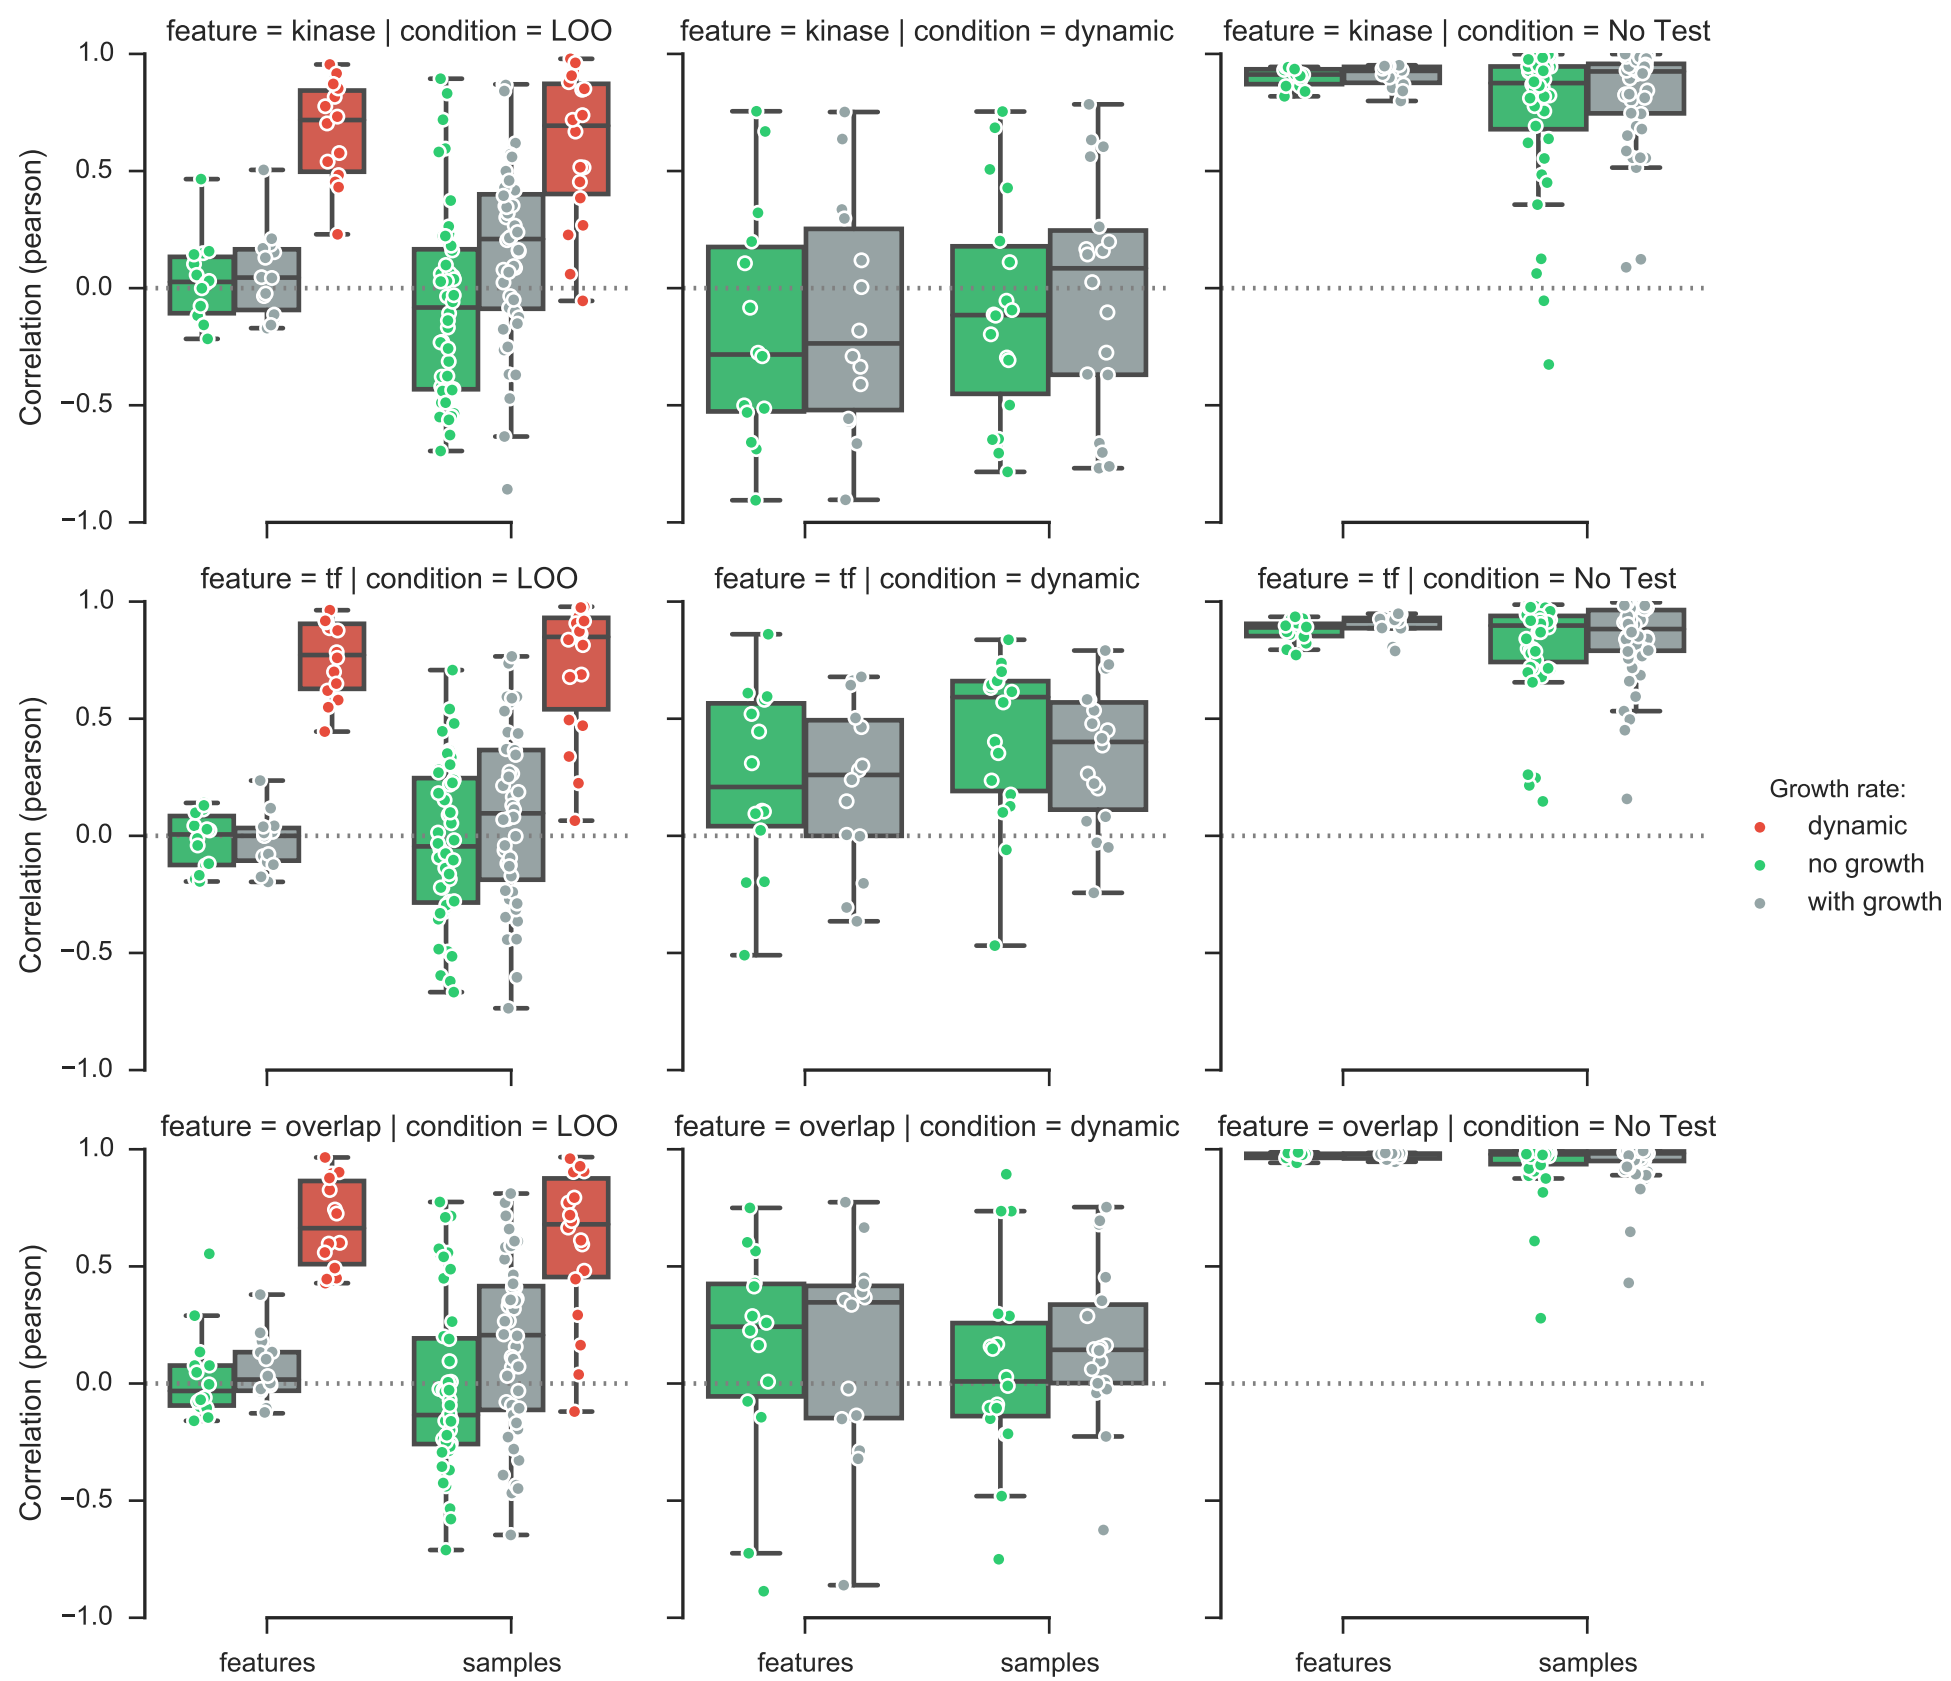 feature = kinase | condition = LOO
feature = kinase | condition = dynamic
feature = kinase | condition = No Test
1.0
0.5
0.0
−0.5
−1.0
Correlation (pearson)
feature = tf | condition = LOO
feature = tf | condition = dynamic
feature = tf | condition = No Test
1.0
0.5
0.0
−0.5
−1.0
Correlation (pearson)
Growth rate:
dynamic
no growth
with growth
feature = overlap | condition = LOO
feature = overlap | condition = dynamic
feature = overlap | condition = No Test
1.0
0.5
0.0
−0.5
−1.0
Correlation (pearson)
features
samples
features
samples
features
samples